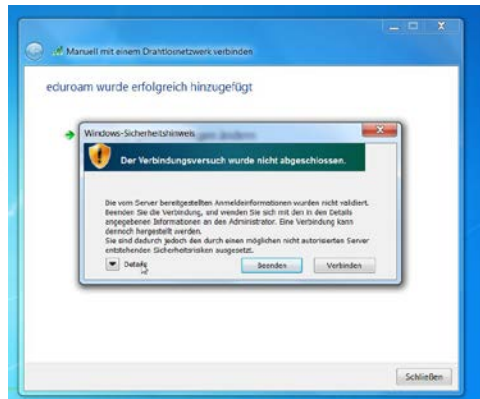 Manuell mit einem Drahtlosnetzwerk verbinden
eduroam wurde erfolgreich hinzugefügt
Windows-Sicherheitshinweis
ändern
Der Verbindungsversuch wurde nicht abgeschlossen.
Die vom Server bereitgestellten Anmeldeinformationen wurden nicht validiert.
Beenden Sie die Verbindung, und wenden Sie sich mit den in den Details
angegebenen Informationen an den Administrator. Eine Verbindung kann
dennoch hergestellt werden.
Sie sind dadurch jedoch den durch einen möglichen nicht autorisierten Server
entstehenden Sicherheitsrisiken ausgesetzt.
Details
Beenden
Verbinden
Schließen